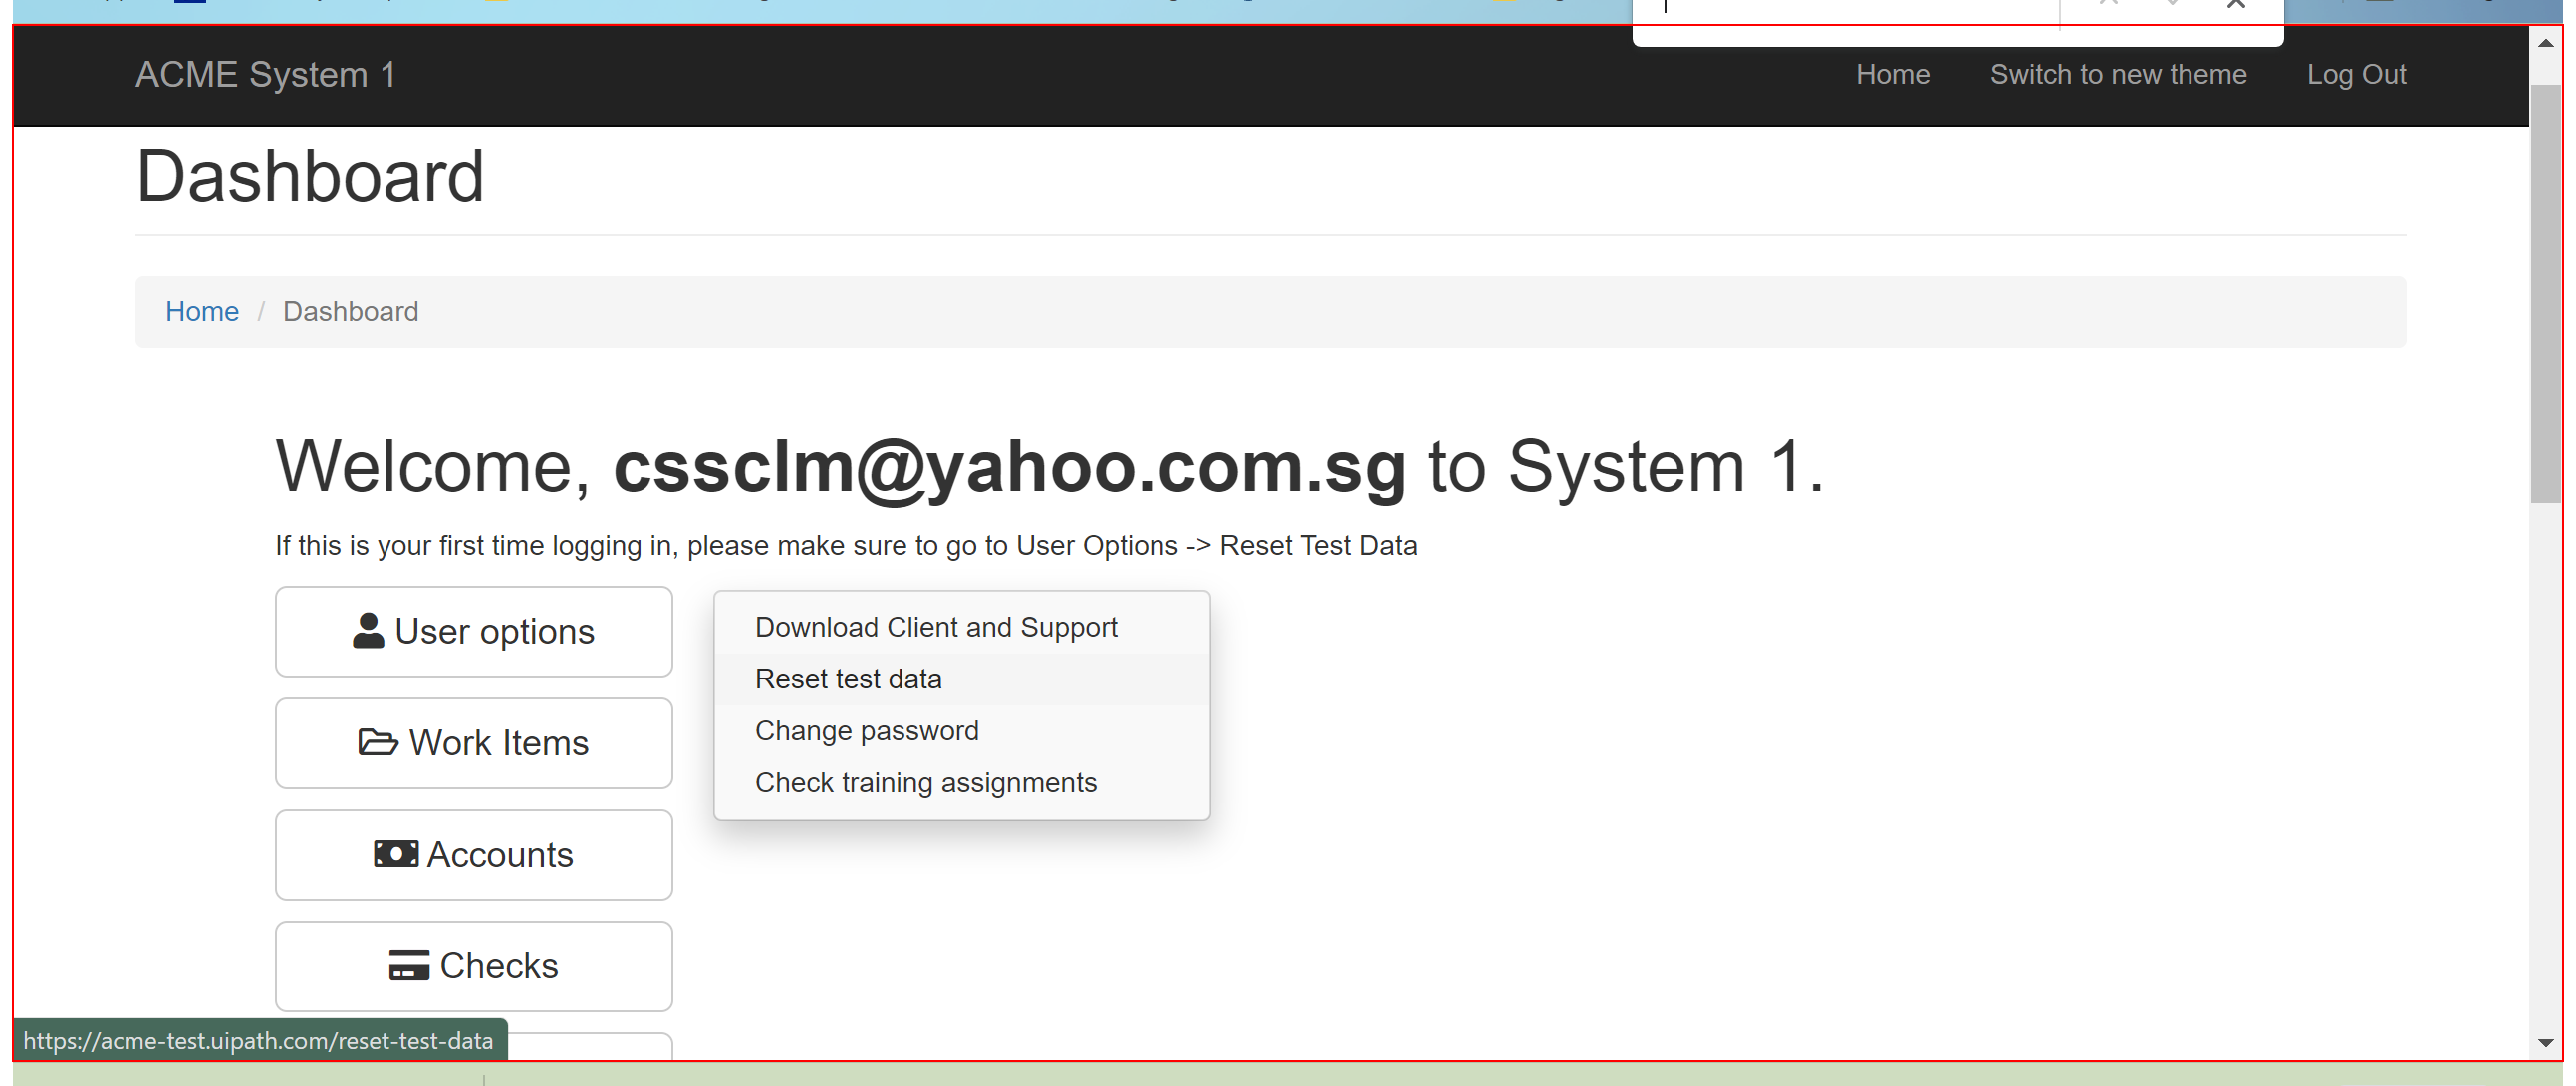 ACME System 1
Home
Switch to new theme
Log Out
Dashboard
Home / Dashboard
Welcome, cssclm@yahoo.com.sg to System 1.
If this is your first time logging in, please make sure to go to User Options -> Reset Test Data
User options
Work Items
Accounts
Checks
Download Client and Support
Reset test data
Change password
Check training assignments
https://acme-test.uipath.com/reset-test-data